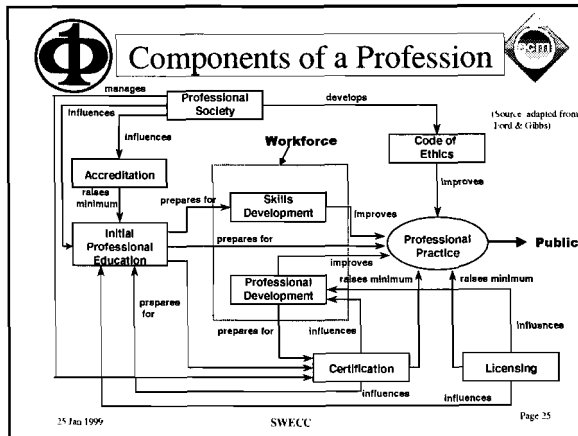 Components of a Profession
acm
manages
Professional
Society
develops
(Source adapted from
Ford & Gibbs)
influences
influences
Workforce
Code of
Ethics
Accreditation
raises
minimum
prepares for
Skills
Development
improves
improves
Initial
Professional
Education
prepares for
Professional
Practice
Public
improves
raises minimum
raises minimum
Professional
Development
prepares
for
prepares for
influences
influences
Certification
Licensing
influences
influences
25 Jan 1999
SWECC
Page 25